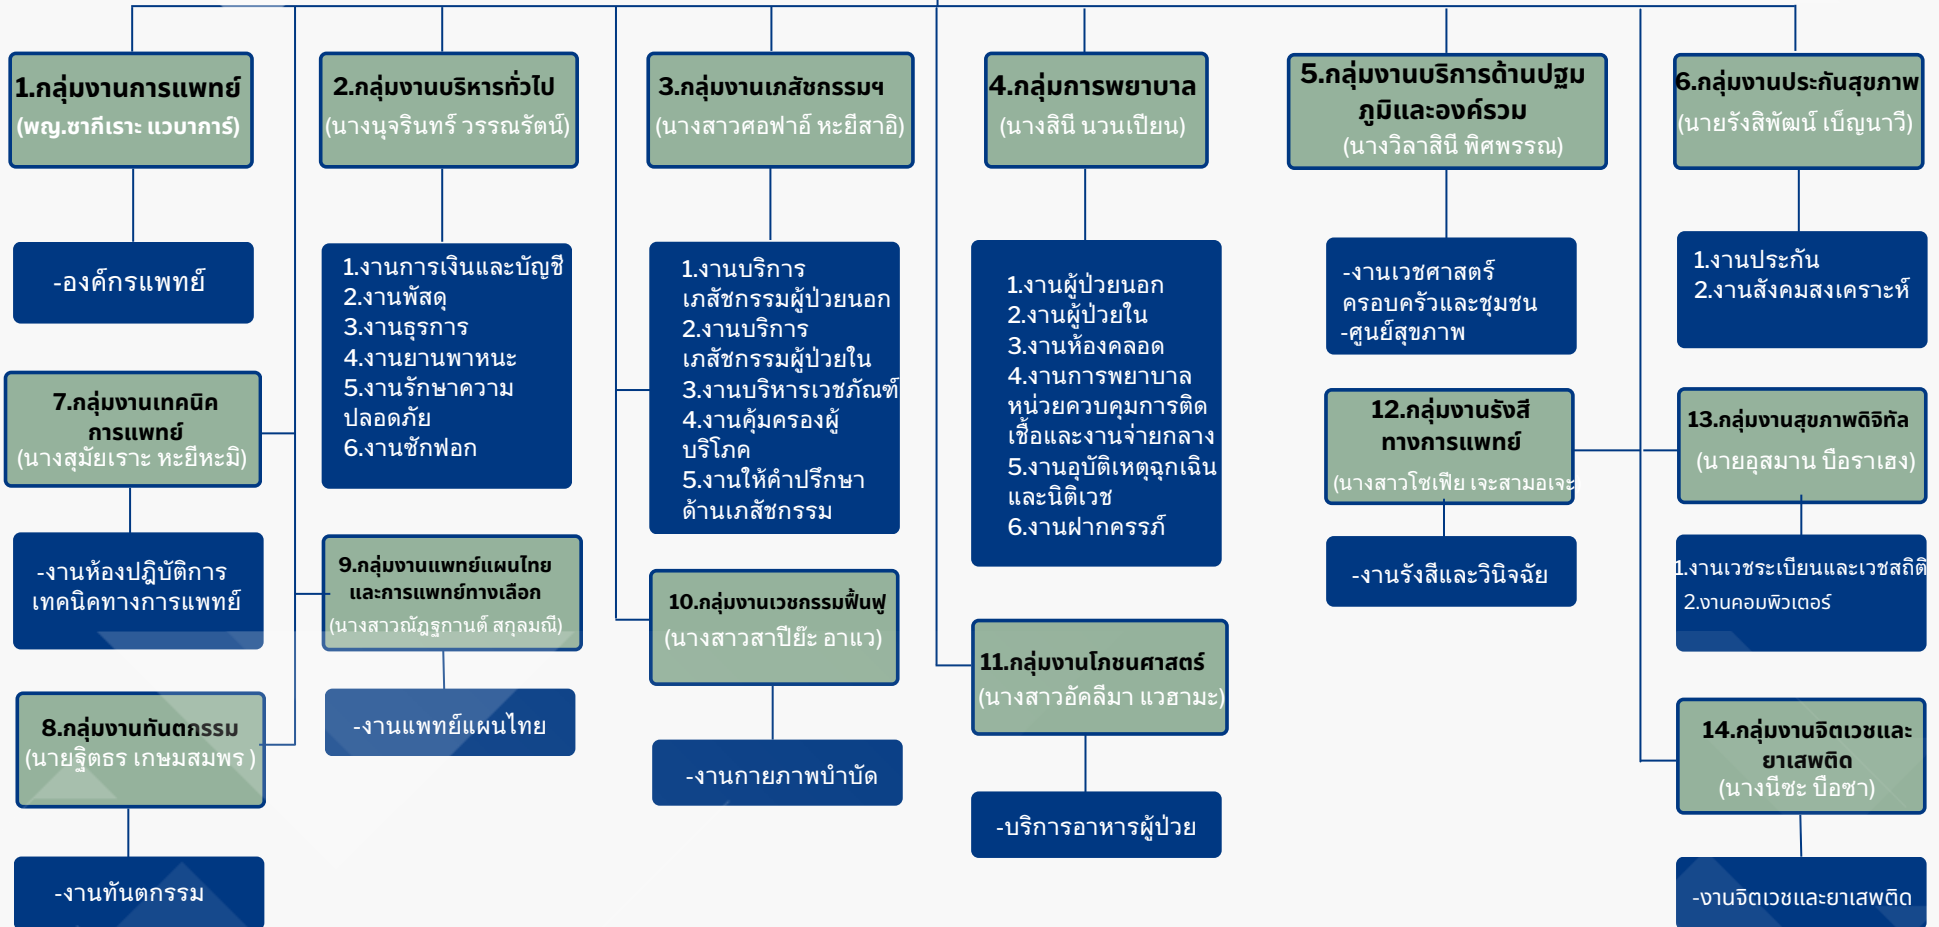 1.กลุ่มงานการแพทย์
(พญ.ซากีเราะ แวบาการ์)
-องค์กรแพทย์
2.กลุ่มงานบริหารทั่วไป
(นางนุจรินทร์ วรรณรัตน์)
1.งานการเงินและบัญชี
2.งานพัสดุ
3.งานธุรการ
4.งานยานพาหนะ
5.งานรักษาความ
ปลอดภัย
6.งานซักฟอก
3.กลุ่มงานเภสัชกรรมฯ
(นางสาวศอฟาอ์ หะยีสาอิ)
1.งานบริการ
เภสัชกรรมผู้ป่วยนอก
2.งานบริการ
เภสัชกรรมผู้ป่วยใน
3.งานบริหารเวชภัณฑ์
4.งานคุ้มครองผู้
บริโภค
5.งานให้คำปรึกษา
ด้านเภสัชกรรม
4.กลุ่มการพยาบาล
(นางสินี นวนเปียน)
1.งานผู้ป่วยนอก
2.งานผู้ป่วยใน
3.งานห้องคลอด
4.งานการพยาบาล
หน่วยควบคุมการติด
เชื้อและงานจ่ายกลาง
5.งานอุบัติเหตุฉุกเฉิน
และนิติเวช
6.งานฝากครรภ์
5.กลุ่มงานบริการด้านปฐม
ภูมิและองค์รวม
(นางวิลาสินี พิศพรรณ)
-งานเวชศาสตร์
ครอบครัวและชุมชน
-ศูนย์สุขภาพ
6.กลุ่มงานประกันสุขภาพ
(นายรังสิพัฒน์ เบ็ญนาวี)
1.งานประกัน
2.งานสังคมสงเคราะห์
7.กลุ่มงานเทคนิค
การแพทย์
(นางสุมัยเราะ หะยีหะมิ)
-งานห้องปฎิบัติการ
เทคนิคทางการแพทย์
8.กลุ่มงานทันตกรรม
(นายฐิตธร เกษมสมพร )
-งานทันตกรรม
9.กลุ่มงานแพทย์แผนไทย
และการแพทย์ทางเลือก
(นางสาวณัฎฐกานต์ สกุลมณี)
-งานแพทย์แผนไทย
10.กลุ่มงานเวชกรรมฟื้นฟู
(นางสาวสาปีย๊ะ อาแว)
-งานกายภาพบำบัด
11.กลุ่มงานโภชนศาสตร์
(นางสาวอัคลีมา แวฮามะ)
-บริการอาหารผู้ป่วย
12.กลุ่มงานรังสี
ทางการแพทย์
(นางสาวโซเฟีย เจะสามอเจะ
-งานรังสีและวินิจฉัย
13.กลุ่มงานสุขภาพดิจิทัล
(นายอุสมาน บือราเฮง)
1.งานเวชระเบียนและเวชสถิติ
2.งานคอมพิวเตอร์
14.กลุ่มงานจิตเวชและ
ยาเสพติด
(นางนีซะ บือซา)
-งานจิตเวชและยาเสพติด